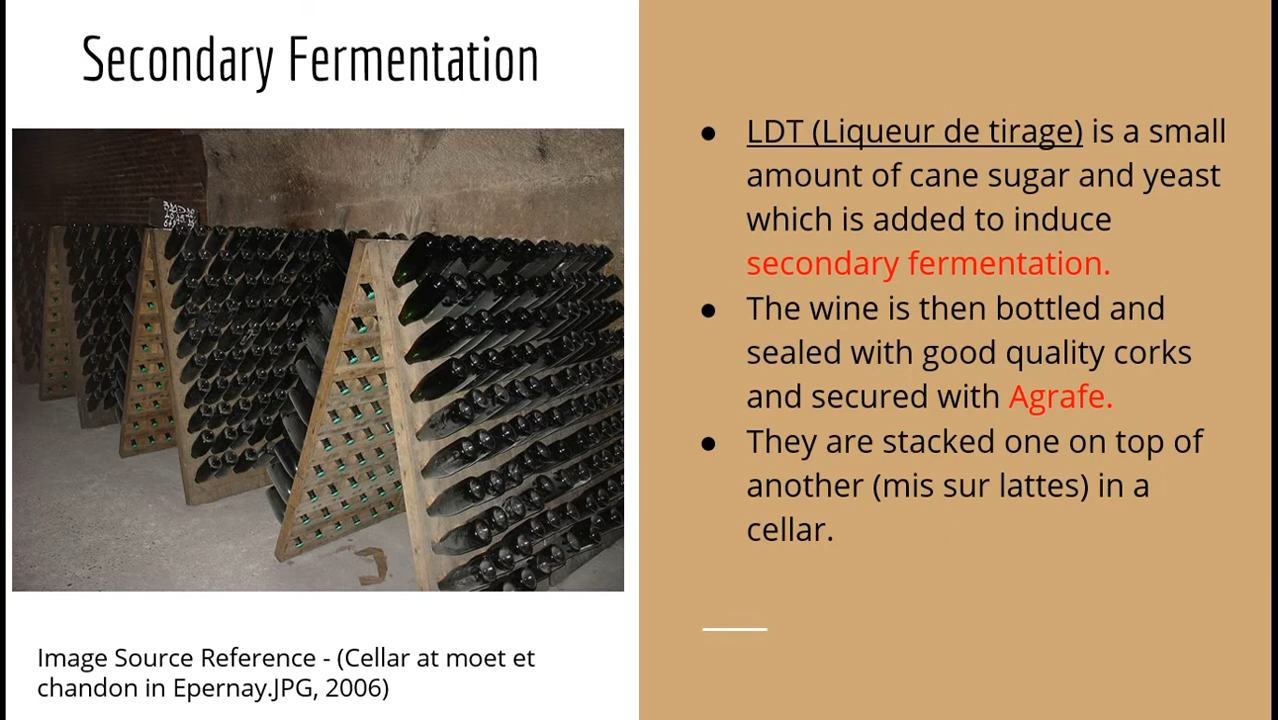 Secondary Fermentation
● LDT (Liqueur de tirage) is a small
amount of cane sugar and yeast
which is added to induce
secondary fermentation.
● The wine is then bottled and
sealed with good quality corks
and secured with Agrafe.
● They are stacked one on top of
another (mis sur lattes) in a
cellar.
Image Source Reference - (Cellar at moet et
chandon in Epernay.JPG, 2006)